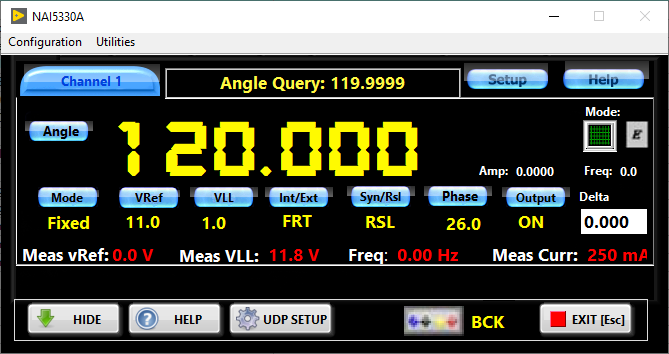 NAI5330A
Configuration Utilities
Channel 1 Angle Query: 119.9999 Setup Help
Mode:
Angle 120.000 E
Amp: 0.0000 Freq: 0.0
Mode VRef VLL Int/Ext Syn/Rsl Phase Output Delta
Fixed 11.0 1.0 FRT RSL 26.0 ON 0.000
Meas vRef: 0.0 V Meas VLL: 11.8 V Freq: 0.00 Hz Meas Curr: 250 mA
HIDE HELP UDP SETUP BCK EXIT [Esc]